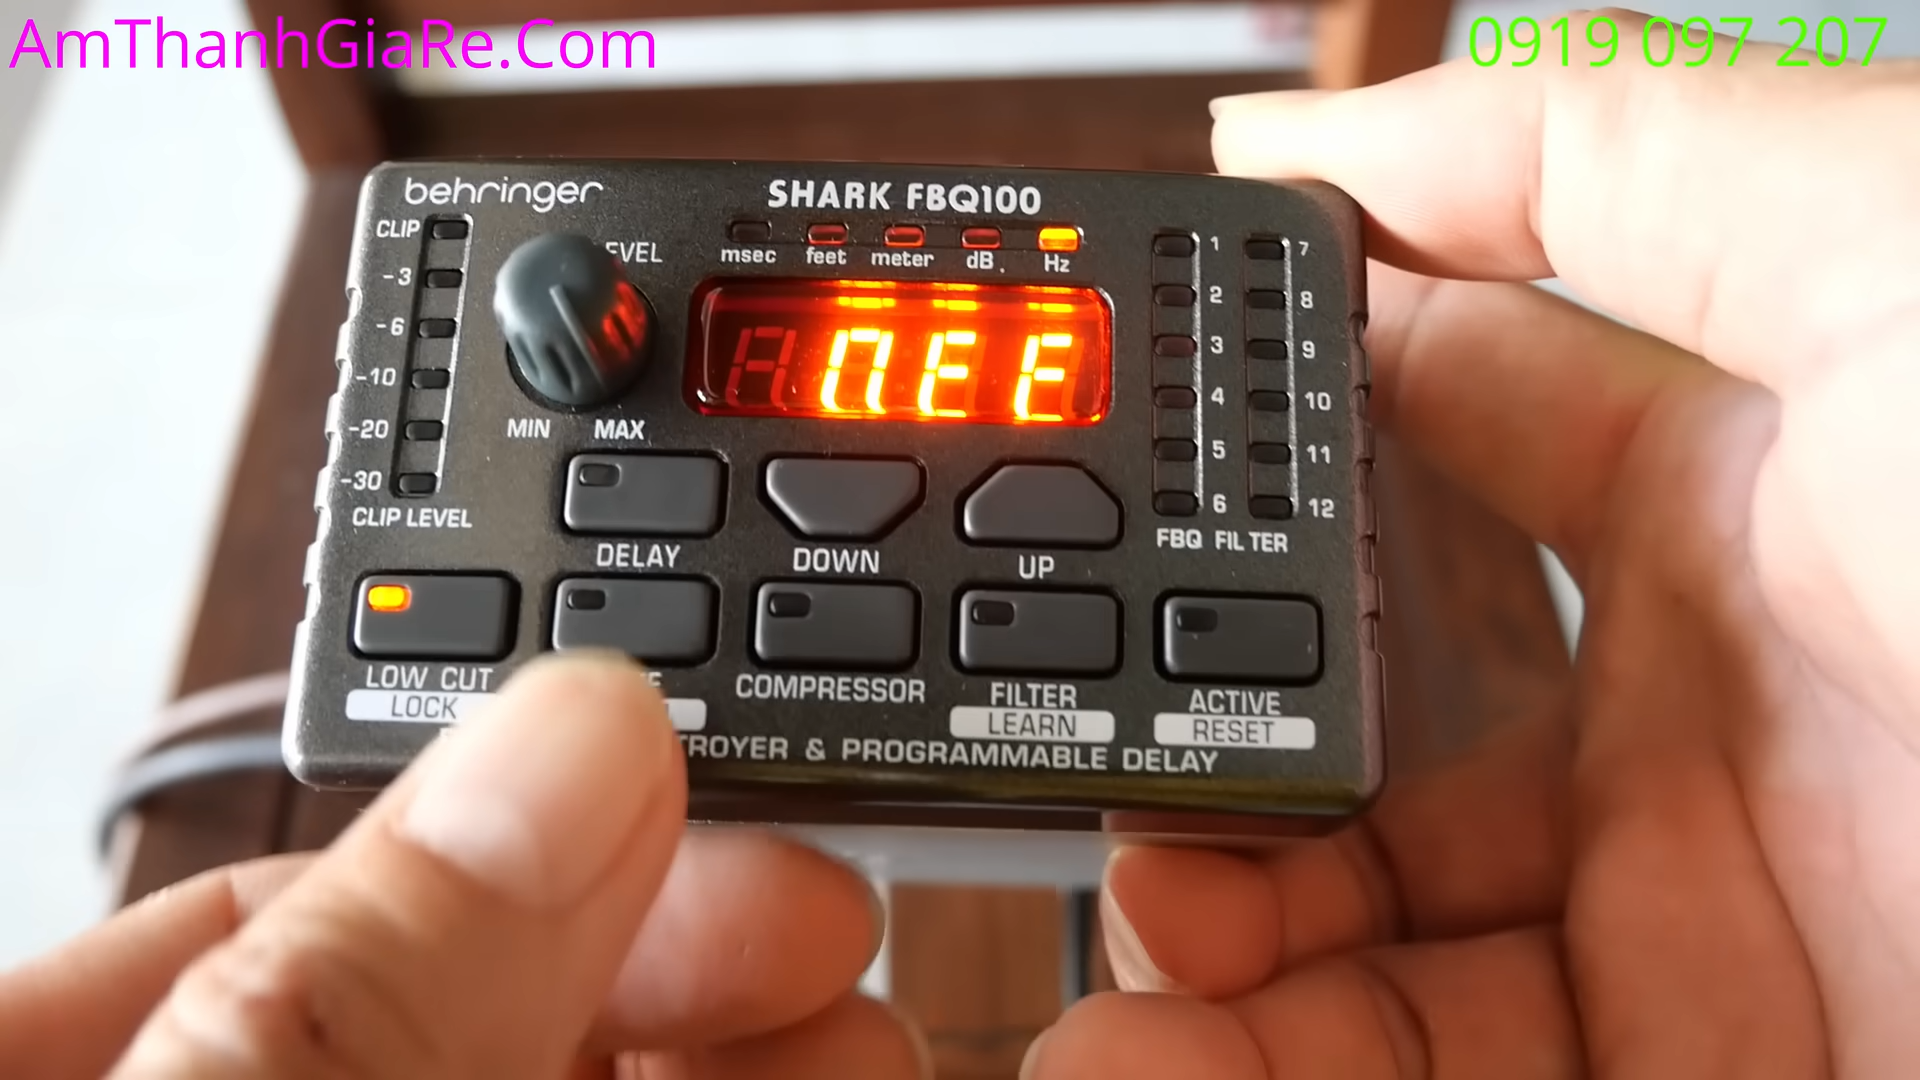 AmThanhGiaRe.Com
0919 097 207
behringer
SHARK FBQ100
CLIP
-3
-6
-10
-20
-30
CLIP LEVEL
EVEL
MIN MAX
msec feet meter dB Hz
1 7
2 8
3 9
4 10
5 11
6 12
FBQ FILTER
DELAY DOWN UP
LOW CUT
LOCK
COMPRESSOR
FILTER
LEARN
ACTIVE
RESET
TROYER & PROGRAMMABLE DELAY